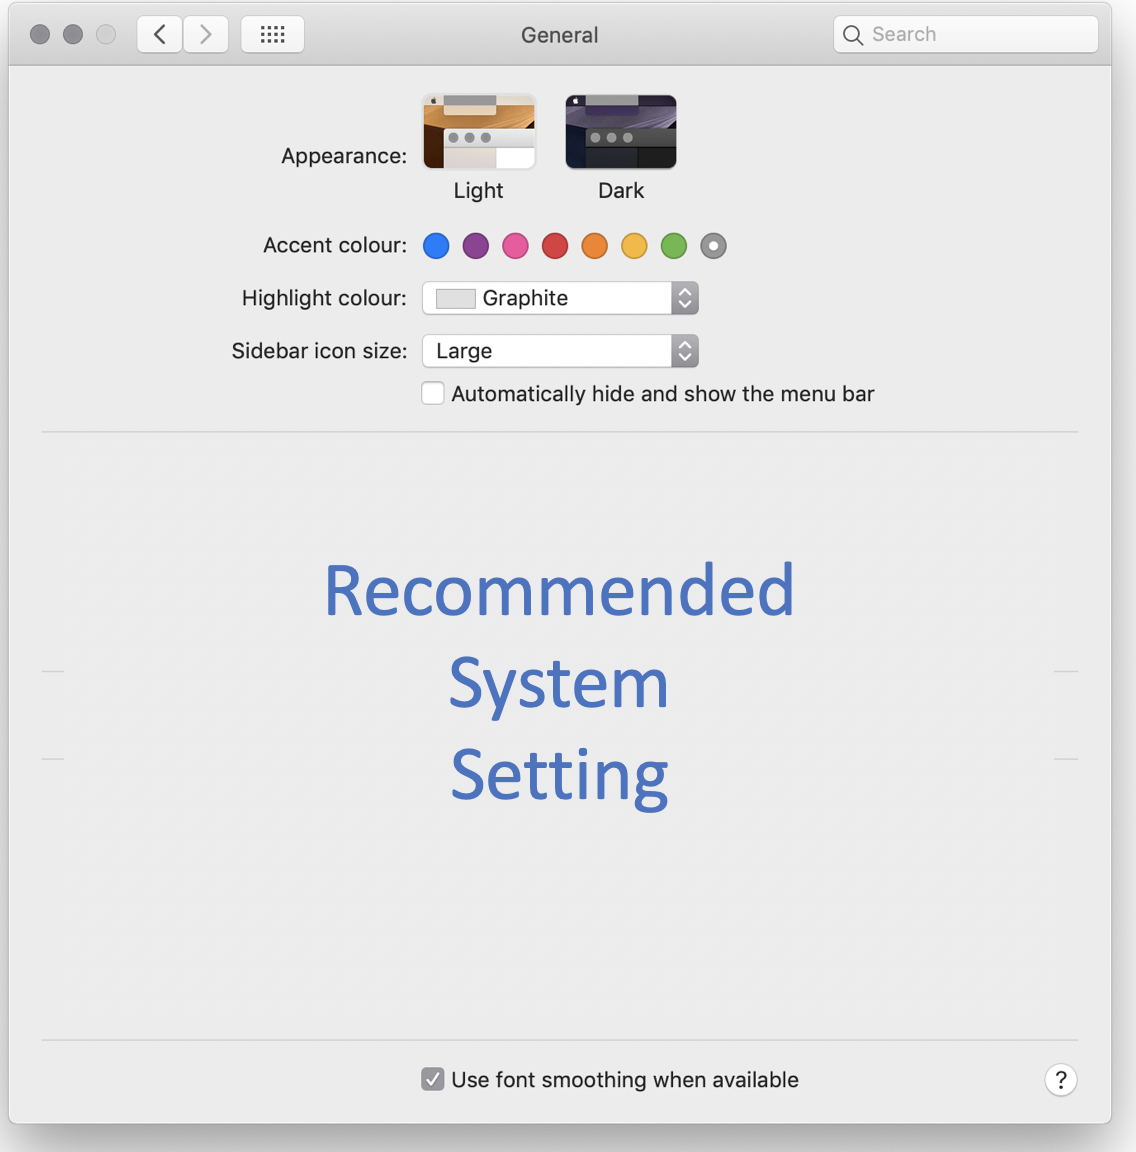 General
Search
Appearance:
Light
Dark
Accent colour:
Highlight colour:
Graphite
Sidebar icon size:
Large
Automatically hide and show the menu bar
Recommended
System
Setting
Use font smoothing when available
?